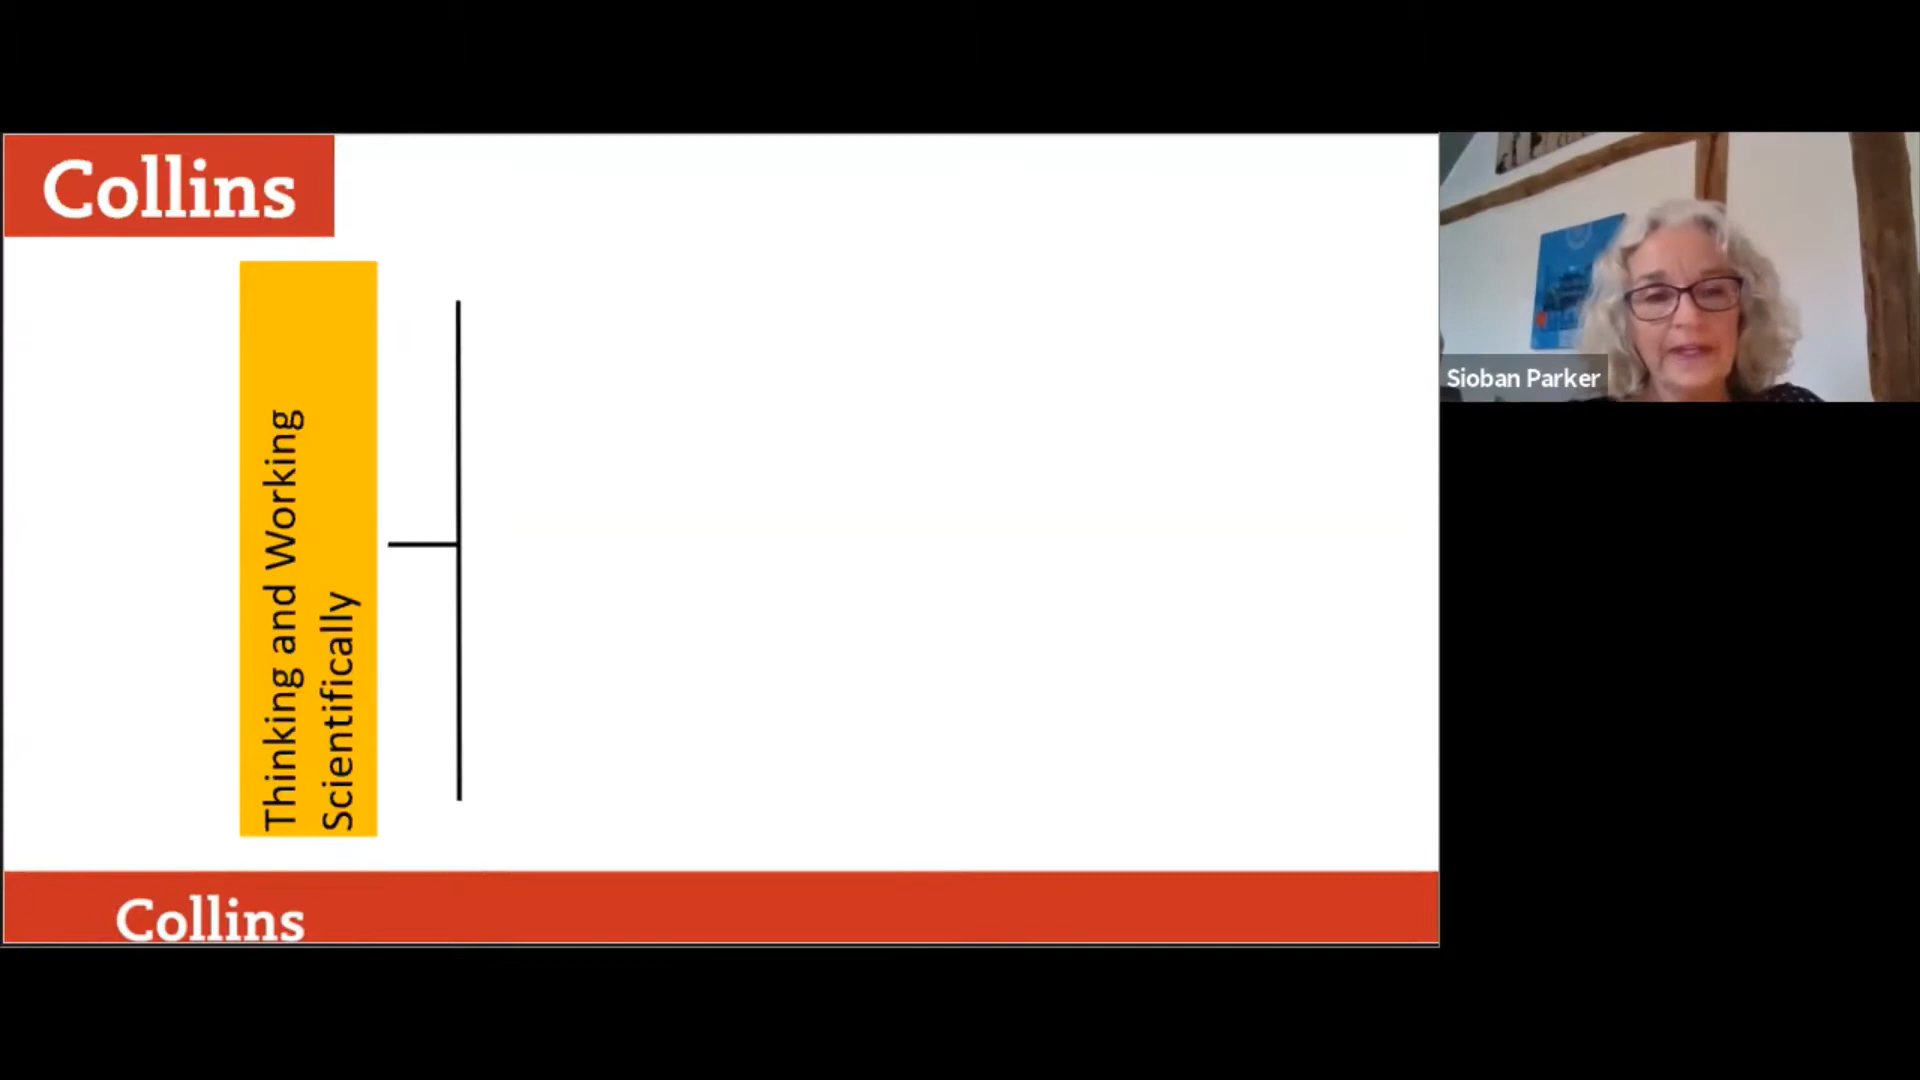 Collins
Thinking and Working
Scientifically
Collins
Sioban Parker